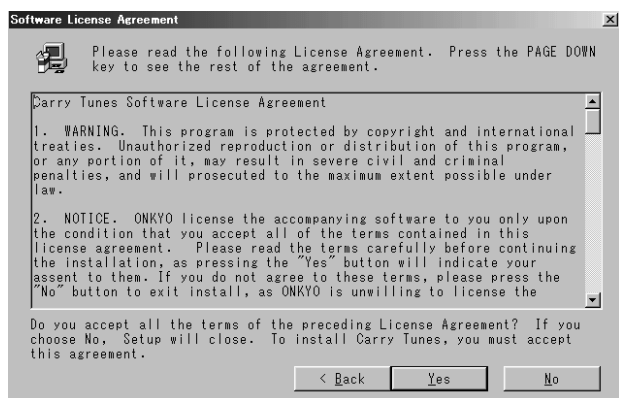 Software License Agreement
Please read the following License Agreement. Press the PAGE DOWN
key to see the rest of the agreement.
Carry Tunes Software License Agreement
1. WARNING. This program is protected by copyright and international
treaties. Unauthorized reproduction or distribution of this program,
or any portion of it, may result in severe civil and criminal
penalties, and will prosecuted to the maximum extent possible under
law.
2. NOTICE. ONKYO license the accompanying software to you only upon
the condition that you accept all of the terms contained in this
license agreement. Please read the terms carefully before continuing
the installation, as pressing the "Yes" button will indicate your
assent to them. If you do not agree to these terms, please press the
"No" button to exit install, as ONKYO is unwilling to license the
Do you accept all the terms of the preceding License Agreement? If you
choose No, Setup will close. To install Carry Tunes, you must accept
this agreement.
< Back
Yes
No